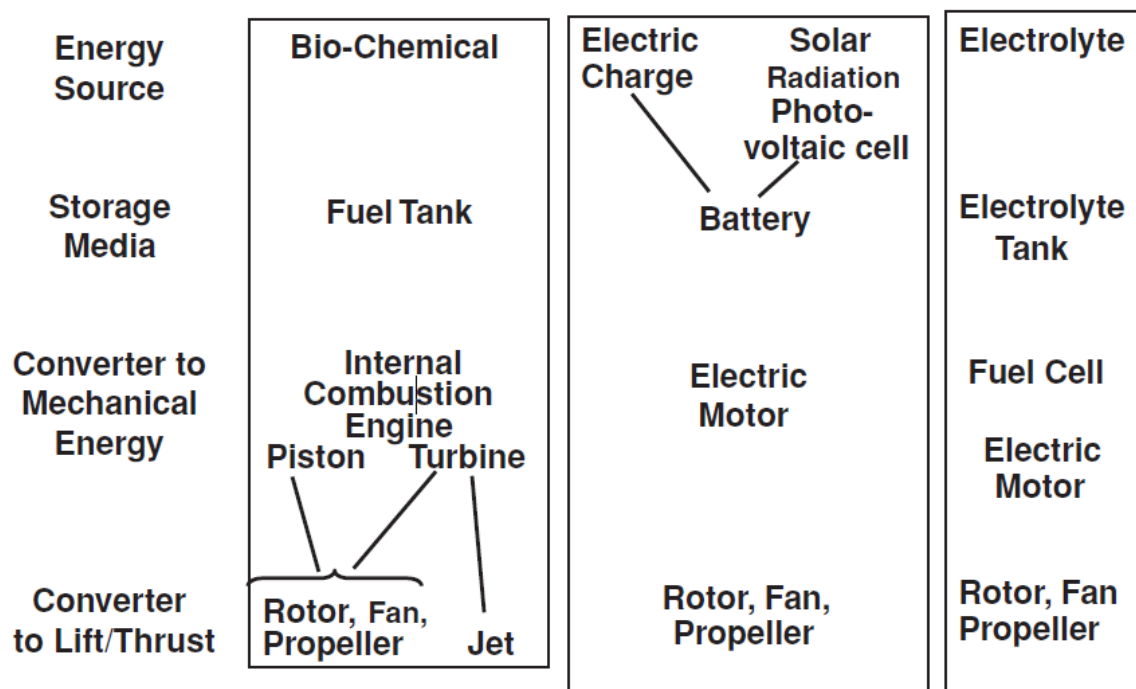 Energy
Source
Bio-Chemical
Electric
Charge
Solar
Radiation
Photo-
voltaic cell
Electrolyte
Storage
Media
Fuel Tank
Battery
Electrolyte
Tank
Converter to
Mechanical
Energy
Internal
Combustion
Engine
Piston Turbine
Electric
Motor
Fuel Cell
Electric
Motor
Converter
to Lift/Thrust
Rotor, Fan,
Propeller
Jet
Rotor, Fan,
Propeller
Rotor, Fan
Propeller